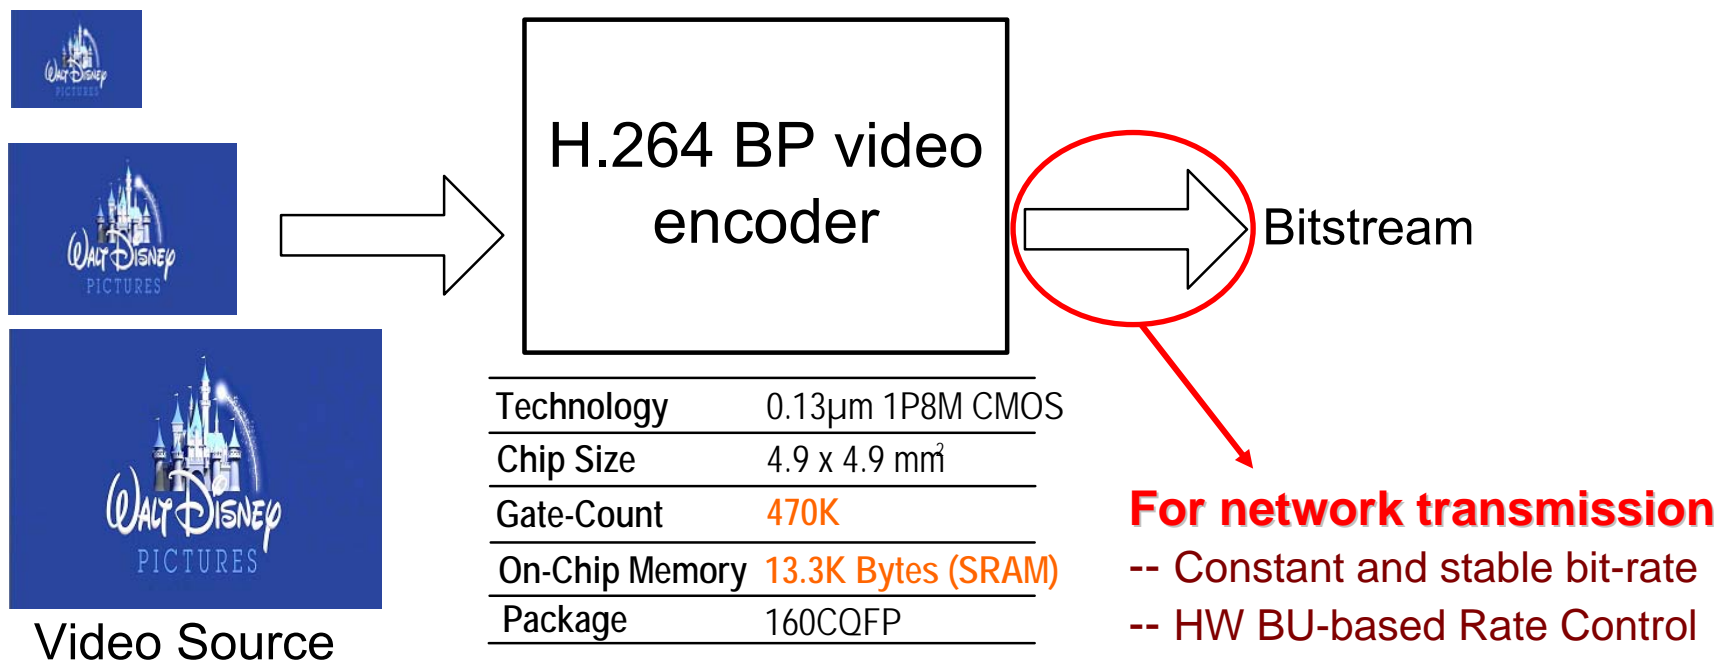 WALT DISNEY
PICTURES
WALT DISNEY
PICTURES
WALT DISNEY
PICTURES
Video Source
H.264 BP video
encoder
Bitstream
Technology 0.13µm 1P8M CMOS
Chip Size 4.9 x 4.9 mm²
Gate-Count 470K
On-Chip Memory 13.3K Bytes (SRAM)
Package 160CQFP
For network transmission
-- Constant and stable bit-rate
-- HW BU-based Rate Control